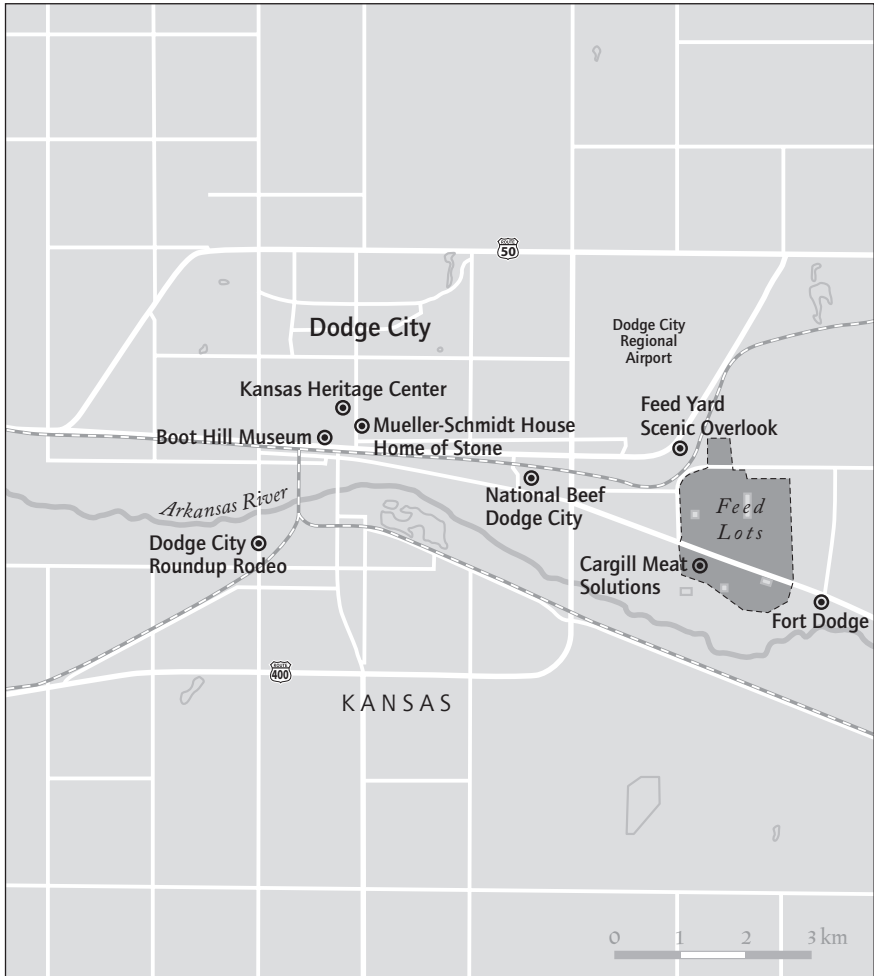 ROUTE
50
Dodge City
Dodge City
Regional
Airport
Kansas Heritage Center
Feed Yard
Scenic Overlook
Mueller-Schmidt House
Home of Stone
Boot Hill Museum
Arkansas River
National Beef
Dodge City
Feed
Lots
Dodge City
Roundup Rodeo
Cargill Meat
Solutions
Fort Dodge
ROUTE
400
KANSAS
0 1 2 3 km